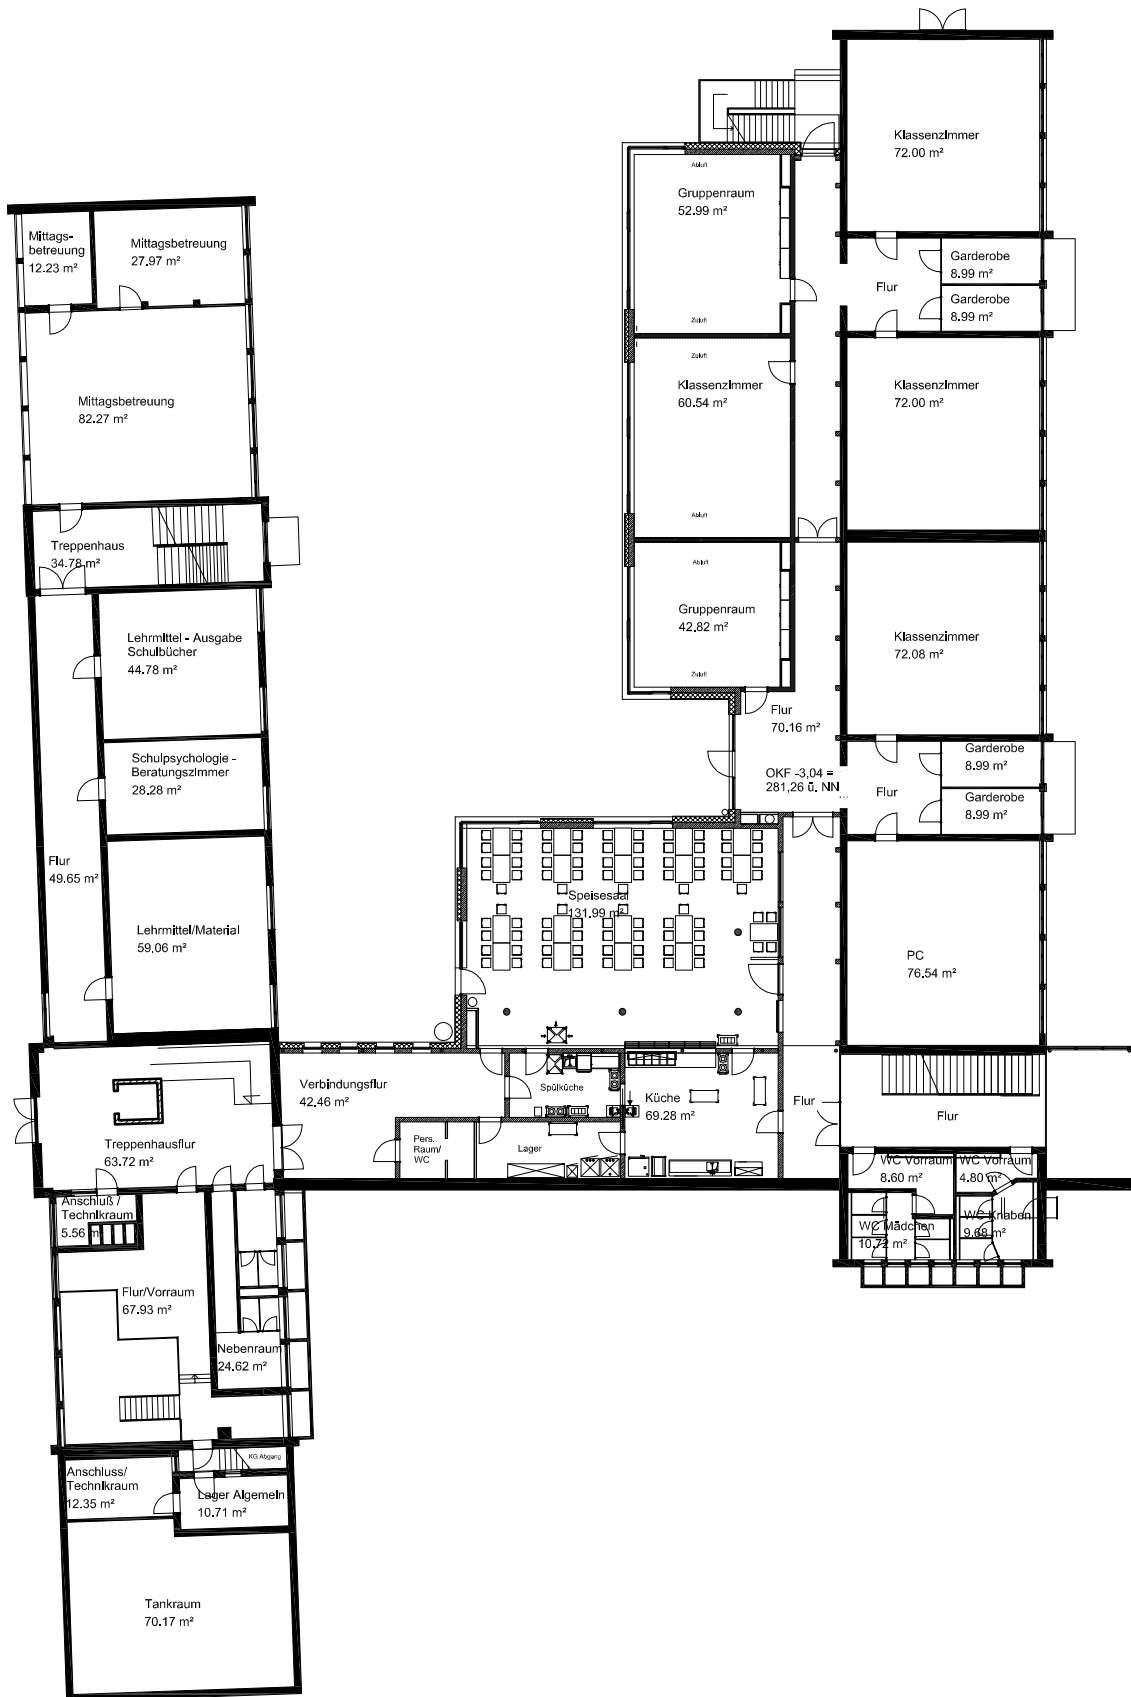 Klassenzimmer
72.00 m²
Abluft
Gruppenraum
52.99 m²
Zuluft
Mittags-
betreuung
12.23 m²
Mittagsbetreuung
27.97 m²
Garderobe
8.99 m²
Flur
Garderobe
8.99 m²
Zuluft
Klassenzimmer
60.54 m²
Abluft
Klassenzimmer
72.00 m²
Mittagsbetreuung
82.27 m²
Treppenhaus
34.78 m²
Abluft
Gruppenraum
42.82 m²
Zuluft
Lehrmittel - Ausgabe
Schulbücher
44.78 m²
Klassenzimmer
72.08 m²
Flur
70.16 m²
Schulpsychologie -
Beratungszimmer
28.28 m²
OKF -3,04 =
281,26 ü. NN
Garderobe
8.99 m²
Flur
Garderobe
8.99 m²
Flur
49.65 m²
Speisesaal
131.99 m²
Lehrmittel/Material
59.06 m²
PC
76.54 m²
Verbindungsflur
42.46 m²
Spülküche
Küche
69.28 m²
Flur
Flur
Treppenhausflur
63.72 m²
Pers.
Raum/
WC
Lager
WC Vorraum
8.60 m²
WC Vorraum
4.80 m²
WC Mädchen
10.72 m²
WC Knaben
9.68 m²
Anschluß /
Technikraum
5.56 m²
Flur/Vorraum
67.93 m²
Nebenraum
24.62 m²
KG Abgang
Anschluss/
Technikraum
12.35 m²
Lager Algemein
10.71 m²
Tankraum
70.17 m²